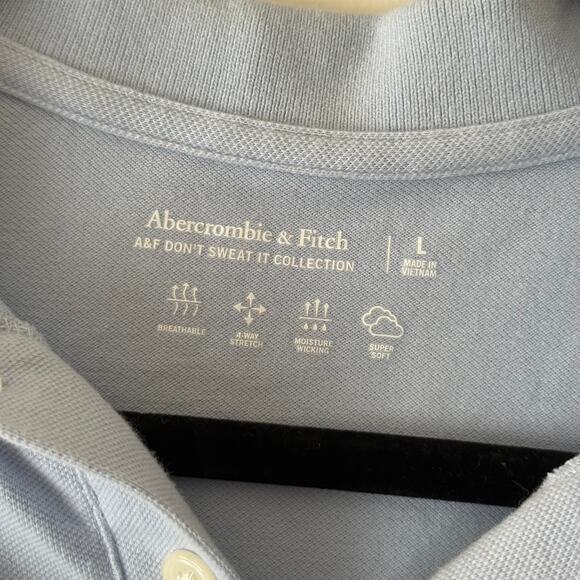 Abercrombie & Fitch
A&F DON'T SWEAT IT COLLECTION
L
MADE IN
VIETNAM
BREATHABLE
4-WAY
STRETCH
MOISTURE
WICKING
SUPER
SOFT